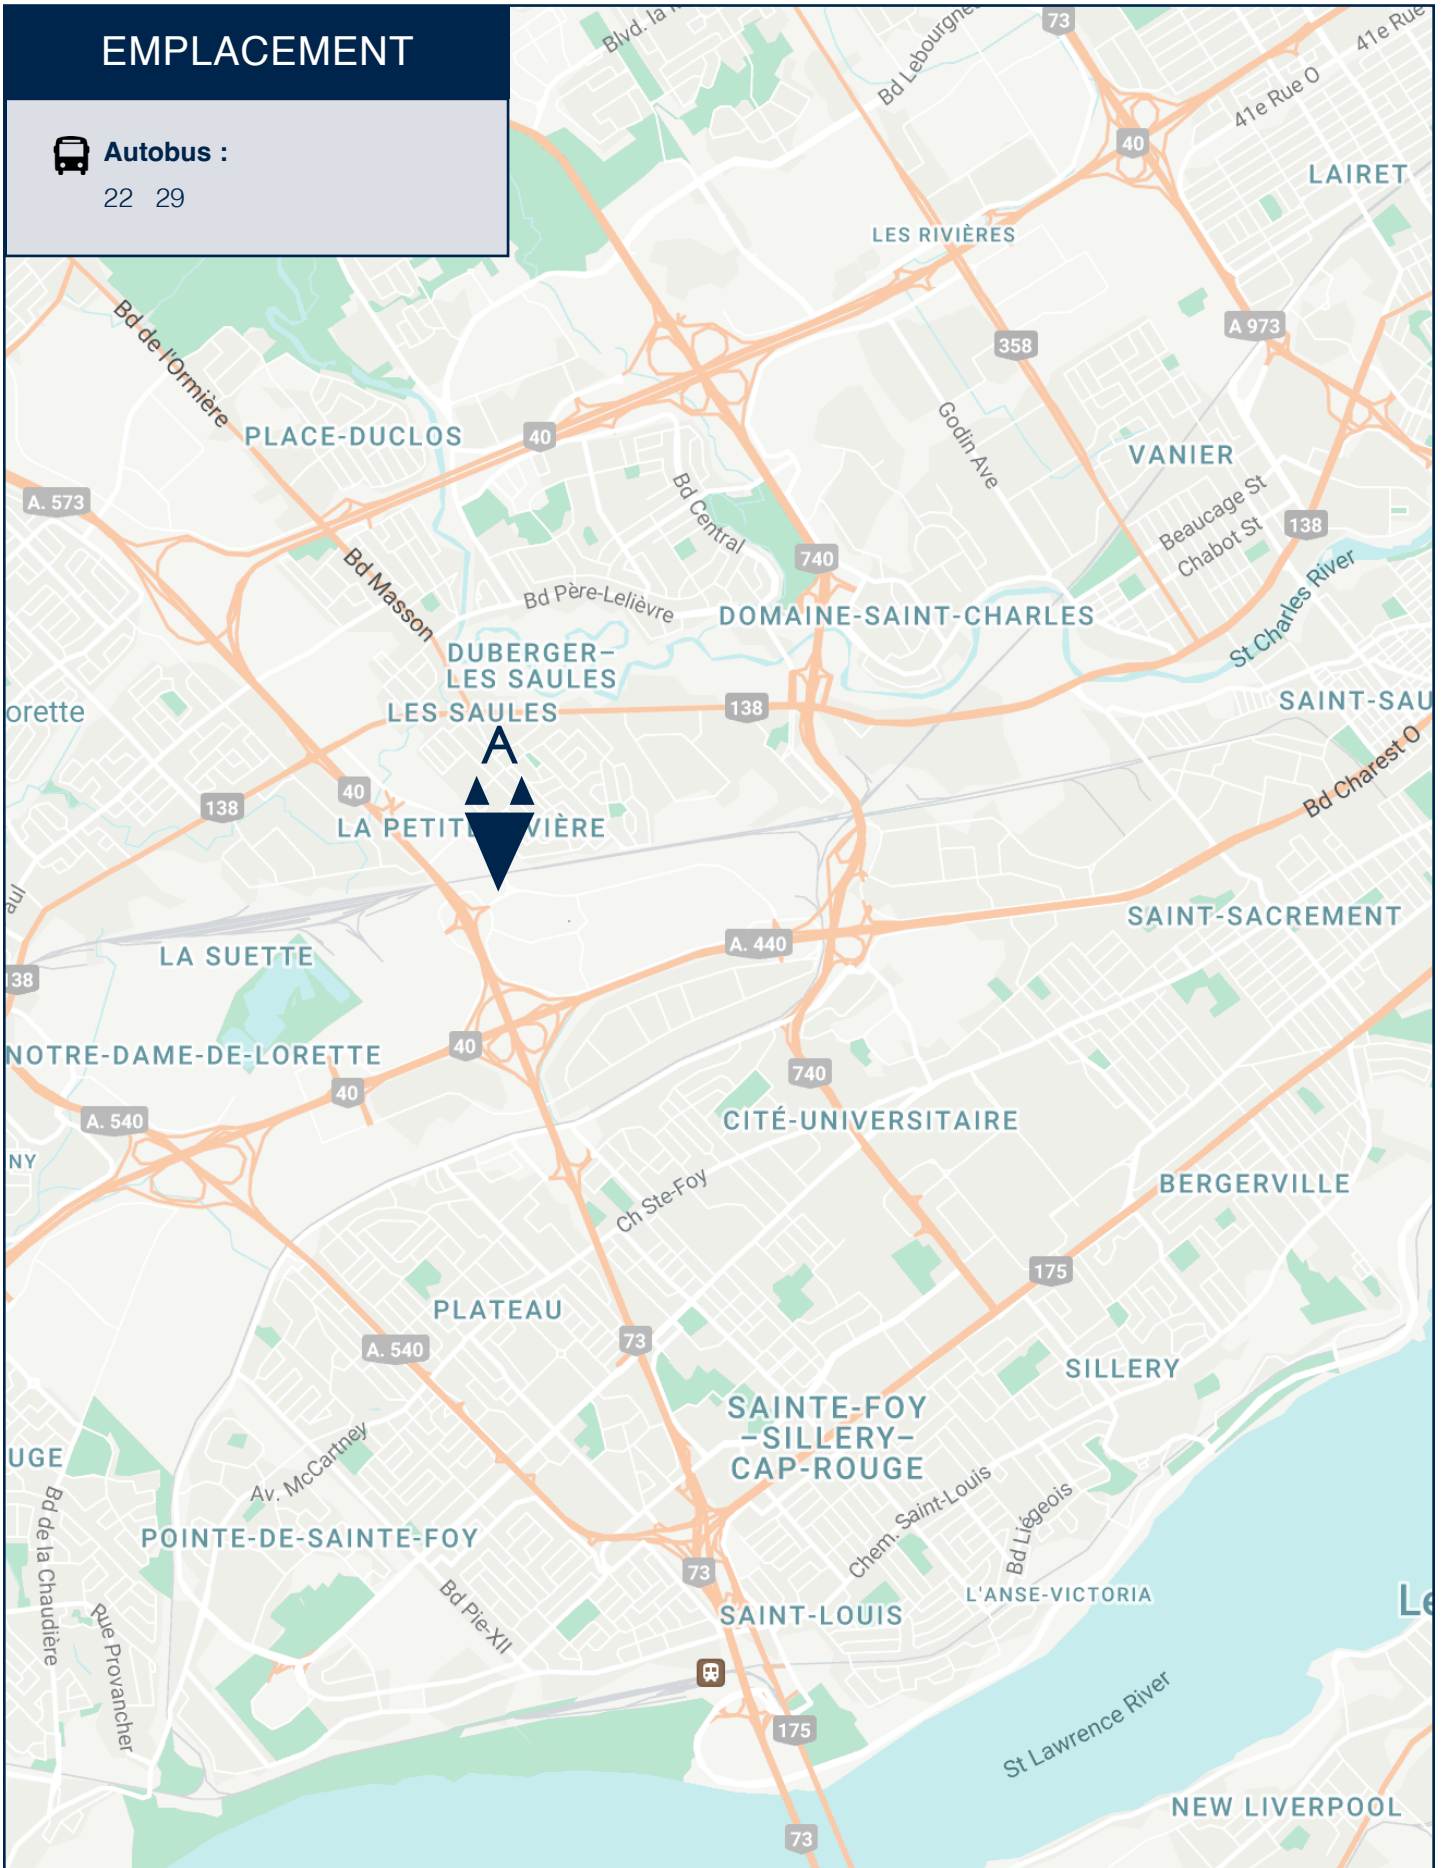 EMPLACEMENT
Autobus :
22 29
Bd Lebourgne
73
41e Rue
41e Rue O
40
LAIRET
LES RIVIÈRES
Bd de l'Ormière
A 973
358
PLACE-DUCLOS
40
Godin Ave
VANIER
A. 573
Bd Central
Beaucage St
Chabot St
138
740
Bd Masson
Bd Père-Lelièvre
DOMAINE-SAINT-CHARLES
St Charles River
DUBERGER–
LES SAULES
orette
LES SAULES
138
SAINT-SAU
A
Bd Charest O
40
138
LA PETITE
VIÈRE
aul
SAINT-SACREMENT
A. 440
LA SUETTE
138
40
NOTRE-DAME-DE-LORETTE
740
40
A. 540
CITÉ-UNIVERSITAIRE
NY
Ch Ste-Foy
BERGERVILLE
175
PLATEAU
73
A. 540
SILLERY
SAINTE-FOY
–SILLERY–
CAP-ROUGE
UGE
Av. McCartney
Chem. Saint-Louis
Bd Liégeois
Bd de la Chaudière
POINTE-DE-SAINTE-FOY
73
L'ANSE-VICTORIA
Le
Bd Pie-XII
SAINT-LOUIS
Rue Provancher
175
St Lawrence River
NEW LIVERPOOL
73